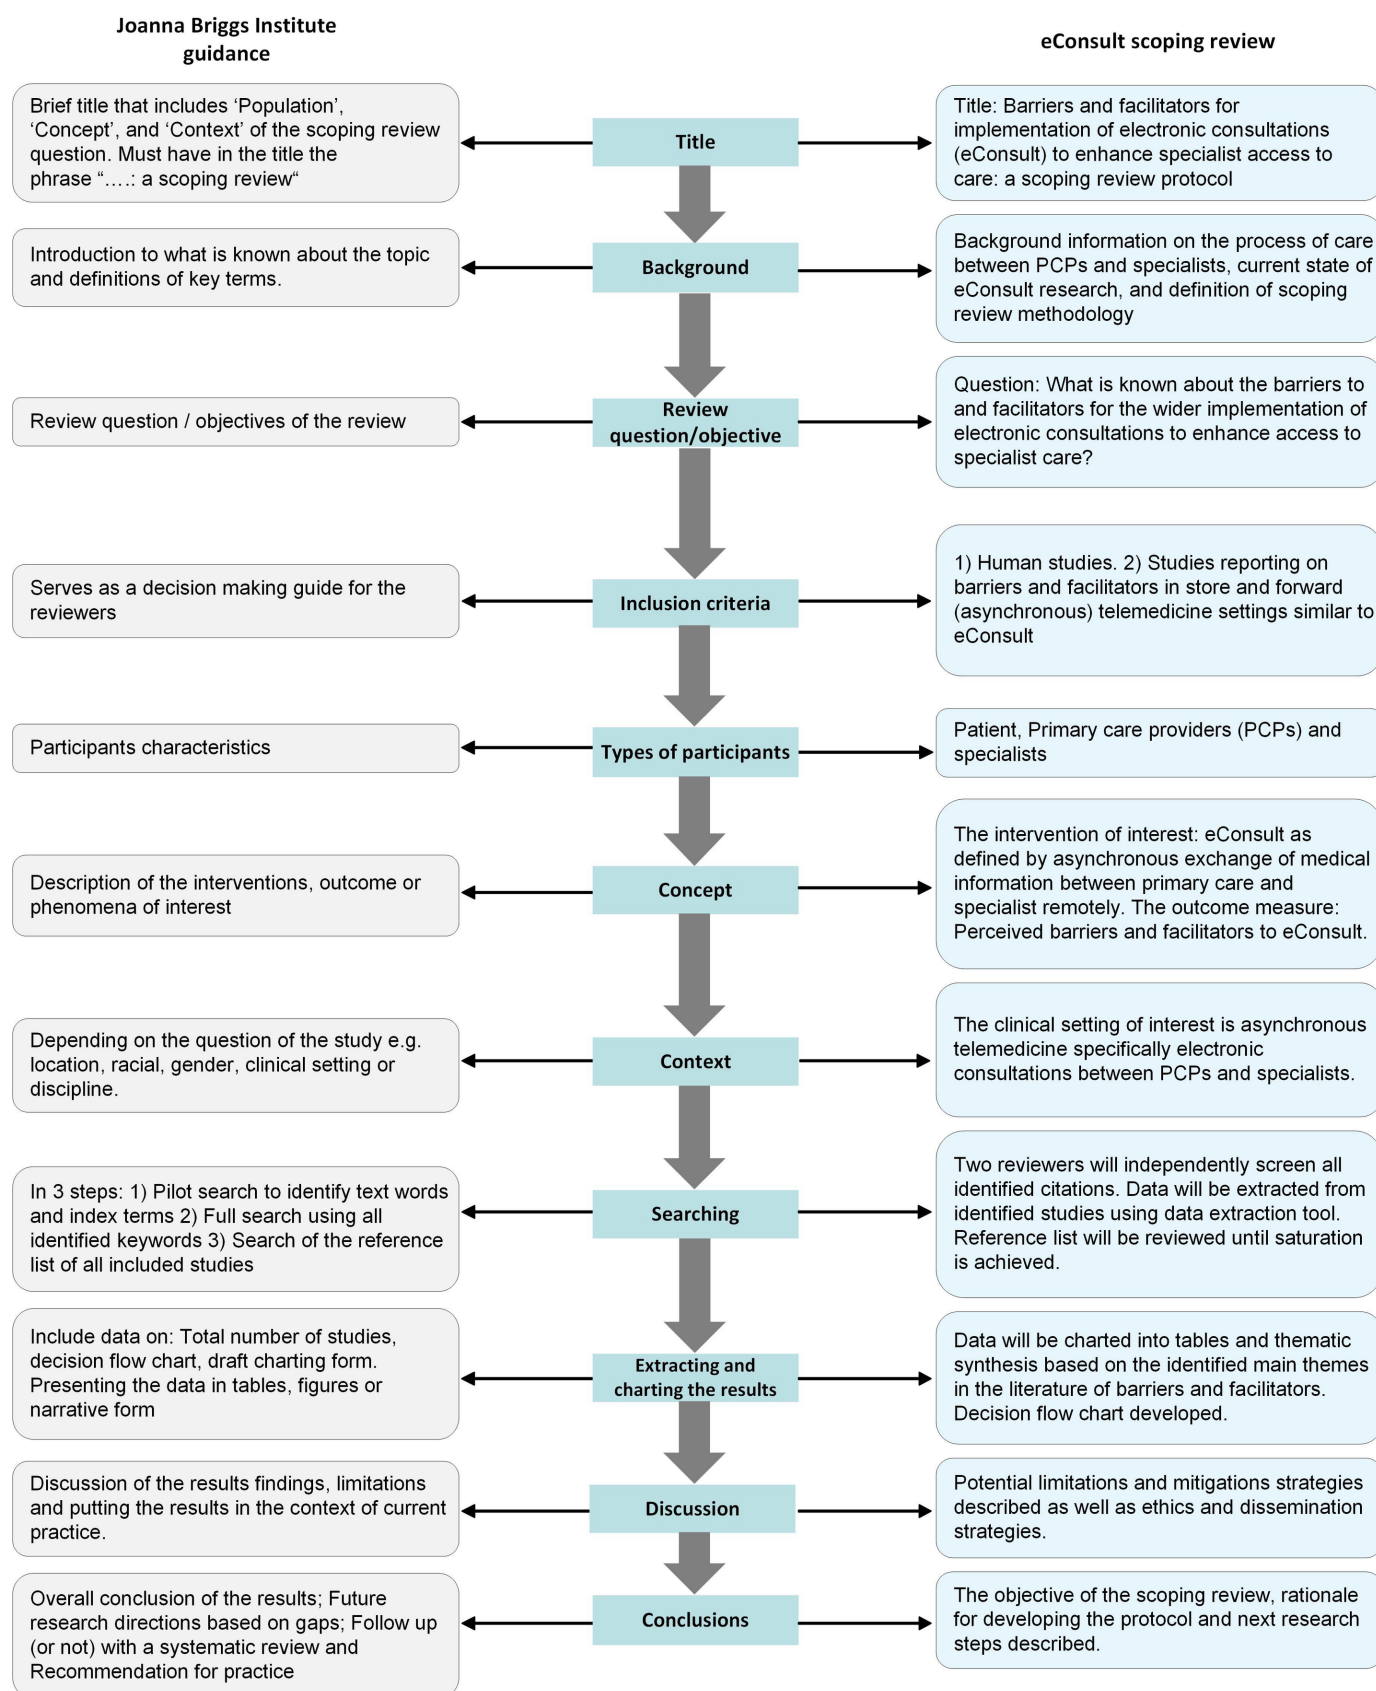 Joanna Briggs Institute
guidance
eConsult scoping review
Brief title that includes ‘Population’,
‘Concept’, and ‘Context’ of the scoping review
question. Must have in the title the
phrase “....: a scoping review“
Title
Title: Barriers and facilitators for
implementation of electronic consultations
(eConsult) to enhance specialist access to
care: a scoping review protocol
Introduction to what is known about the topic
and definitions of key terms.
Background
Background information on the process of care
between PCPs and specialists, current state of
eConsult research, and definition of scoping
review methodology
Review question / objectives of the review
Review
question/objective
Question: What is known about the barriers to
and facilitators for the wider implementation of
electronic consultations to enhance access to
specialist care?
Serves as a decision making guide for the
reviewers
Inclusion criteria
1) Human studies. 2) Studies reporting on
barriers and facilitators in store and forward
(asynchronous) telemedicine settings similar to
eConsult
Participants characteristics
Types of participants
Patient, Primary care providers (PCPs) and
specialists
Description of the interventions, outcome or
phenomena of interest
Concept
The intervention of interest: eConsult as
defined by asynchronous exchange of medical
information between primary care and
specialist remotely. The outcome measure:
Perceived barriers and facilitators to eConsult.
Depending on the question of the study e.g.
location, racial, gender, clinical setting or
discipline.
Context
The clinical setting of interest is asynchronous
telemedicine specifically electronic
consultations between PCPs and specialists.
In 3 steps: 1) Pilot search to identify text words
and index terms 2) Full search using all
identified keywords 3) Search of the reference
list of all included studies
Searching
Two reviewers will independently screen all
identified citations. Data will be extracted from
identified studies using data extraction tool.
Reference list will be reviewed until saturation
is achieved.
Include data on: Total number of studies,
decision flow chart, draft charting form.
Presenting the data in tables, figures or
narrative form
Extracting and
charting the results
Data will be charted into tables and thematic
synthesis based on the identified main themes
in the literature of barriers and facilitators.
Decision flow chart developed.
Discussion of the results findings, limitations
and putting the results in the context of current
practice.
Discussion
Potential limitations and mitigations strategies
described as well as ethics and dissemination
strategies.
Overall conclusion of the results; Future
research directions based on gaps; Follow up
(or not) with a systematic review and
Recommendation for practice
Conclusions
The objective of the scoping review, rationale
for developing the protocol and next research
steps described.